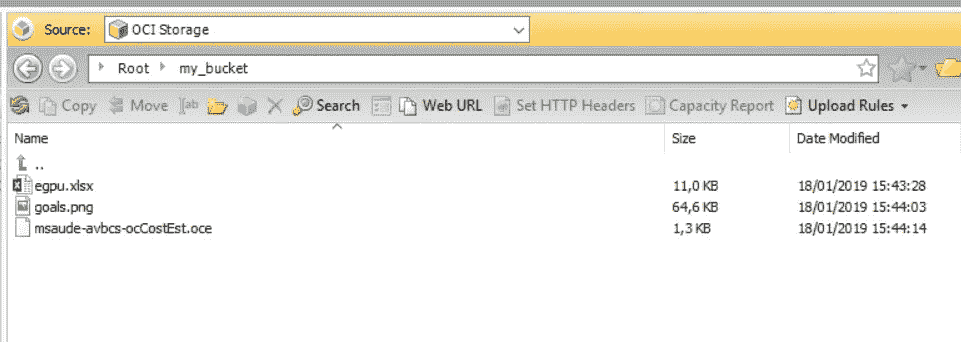 Source: OCI Storage
Root my_bucket
Copy Move ab Search Web URL Set HTTP Headers Capacity Report Upload Rules
Name Size Date Modified
..
egpu.xlsx 11,0 KB 18/01/2019 15:43:28
goals.png 64,6 KB 18/01/2019 15:44:03
msaude-avbcs-ocCostEst.oce 1,3 KB 18/01/2019 15:44:14